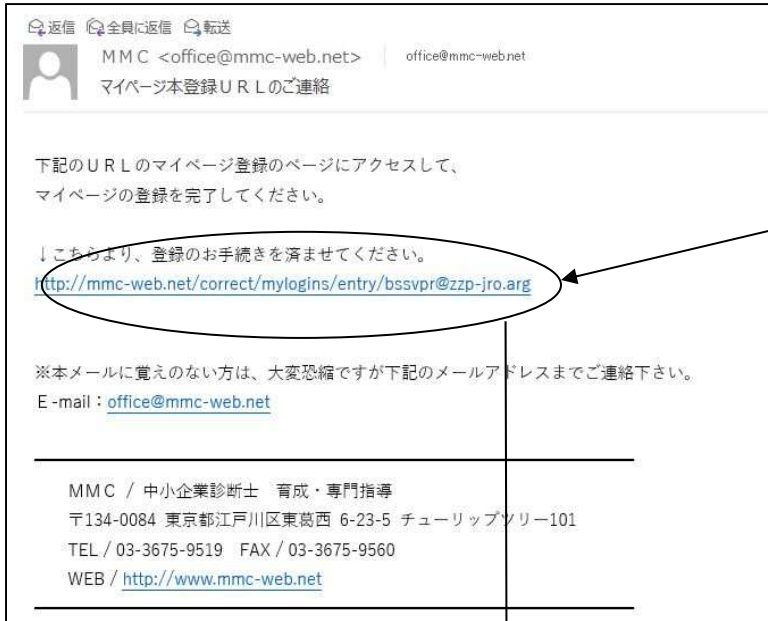 返信 全員に返信 転送
ＭＭＣ <office@mmc-web.net> office@mmc-web.net
マイページ本登録ＵＲＬのご連絡
下記のＵＲＬのマイページ登録のページにアクセスして、
マイページの登録を完了してください。
↓こちらより、登録のお手続きを済ませてください。
http://mmc-web.net/correct/mylogins/entry/bssvpr@zzp-jro.arg
※本メールに覚えのない方は、大変恐縮ですが下記のメールアドレスまでご連絡下さい。
Ｅ-mail：office@mmc-web.net
ＭＭＣ / 中小企業診断士　育成・専門指導
〒134-0084 東京都江戸川区東葛西 6-23-5 チューリップツリー101
TEL / 03-3675-9519　FAX / 03-3675-9560
WEB / http://www.mmc-web.net